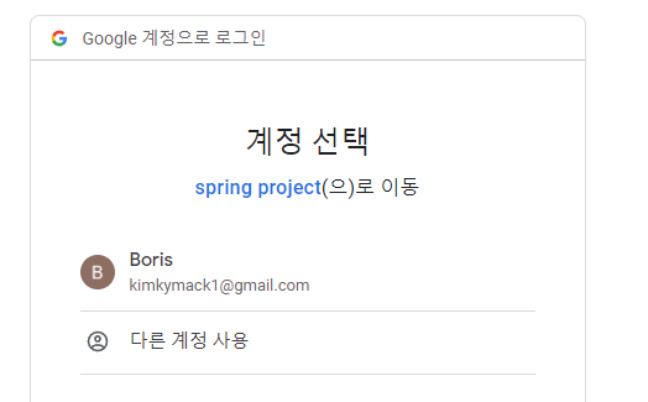 Google 계정으로 로그인
계정 선택
spring project(으)로 이동
B
Boris
kimkymack1@gmail.com
다른 계정 사용